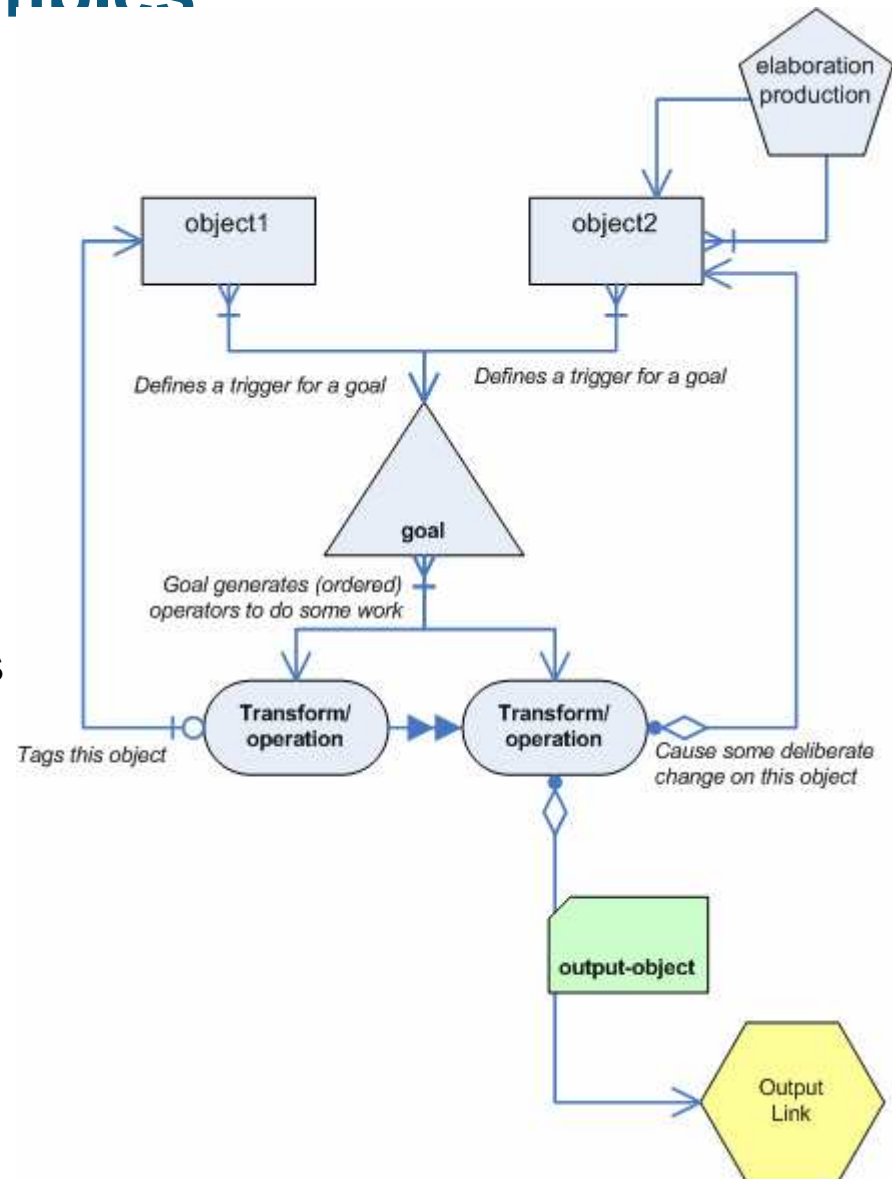 elaboration
production
object1
object2
Defines a trigger for a goal
Defines a trigger for a goal
goal
Goal generates (ordered)
operators to do some work
Transform/
operation
Transform/
operation
Tags this object
Cause some deliberate
change on this object
output-object
Output
Link